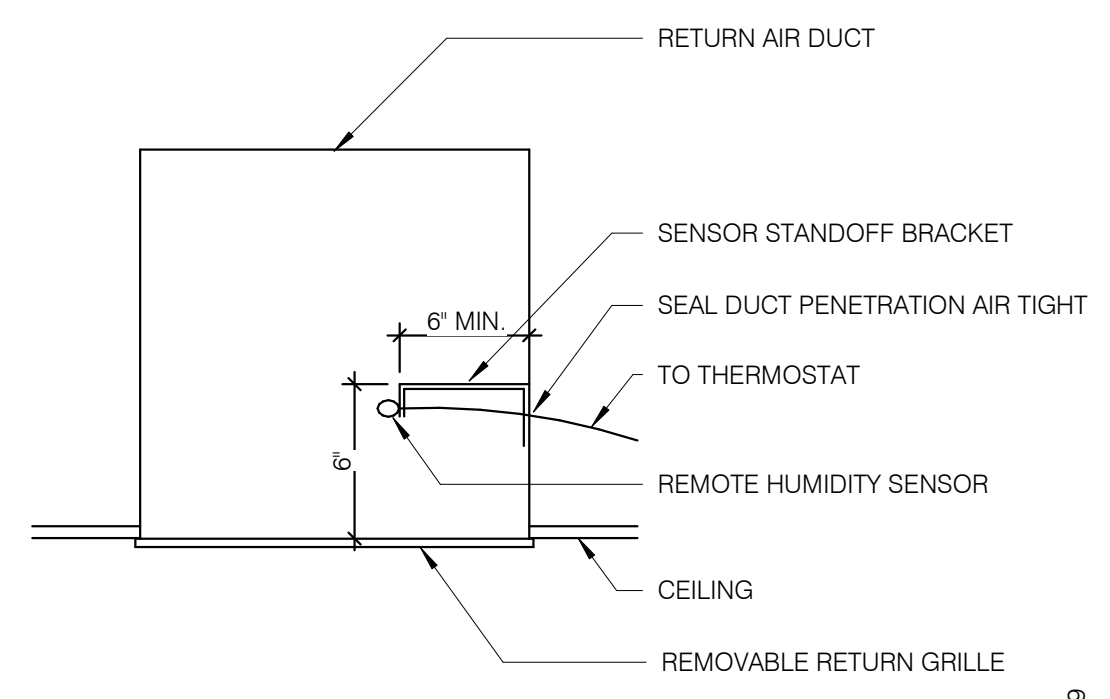 RETURN AIR DUCT
SENSOR STANDOFF BRACKET
SEAL DUCT PENETRATION AIR TIGHT
6" MIN.
TO THERMOSTAT
6"
REMOTE HUMIDITY SENSOR
CEILING
REMOVABLE RETURN GRILLE